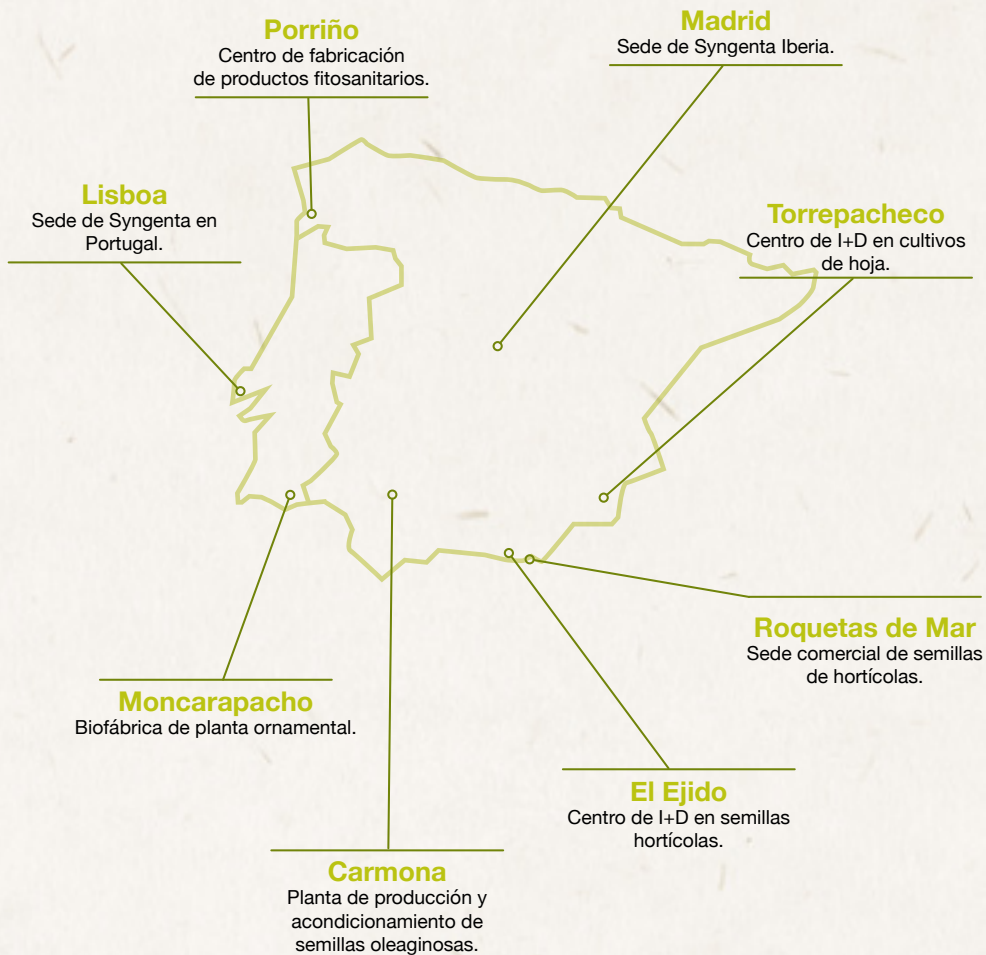 Porriño
Centro de fabricación
de productos fitosanitarios.
Madrid
Sede de Syngenta Iberia.
Lisboa
Sede de Syngenta en
Portugal.
Torrepacheco
Centro de I+D en cultivos
de hoja.
Roquetas de Mar
Sede comercial de semillas
de hortícolas.
Moncarapacho
Biofábrica de planta ornamental.
El Ejido
Centro de I+D en semillas
hortícolas.
Carmona
Planta de producción y
acondicionamiento de
semillas oleaginosas.